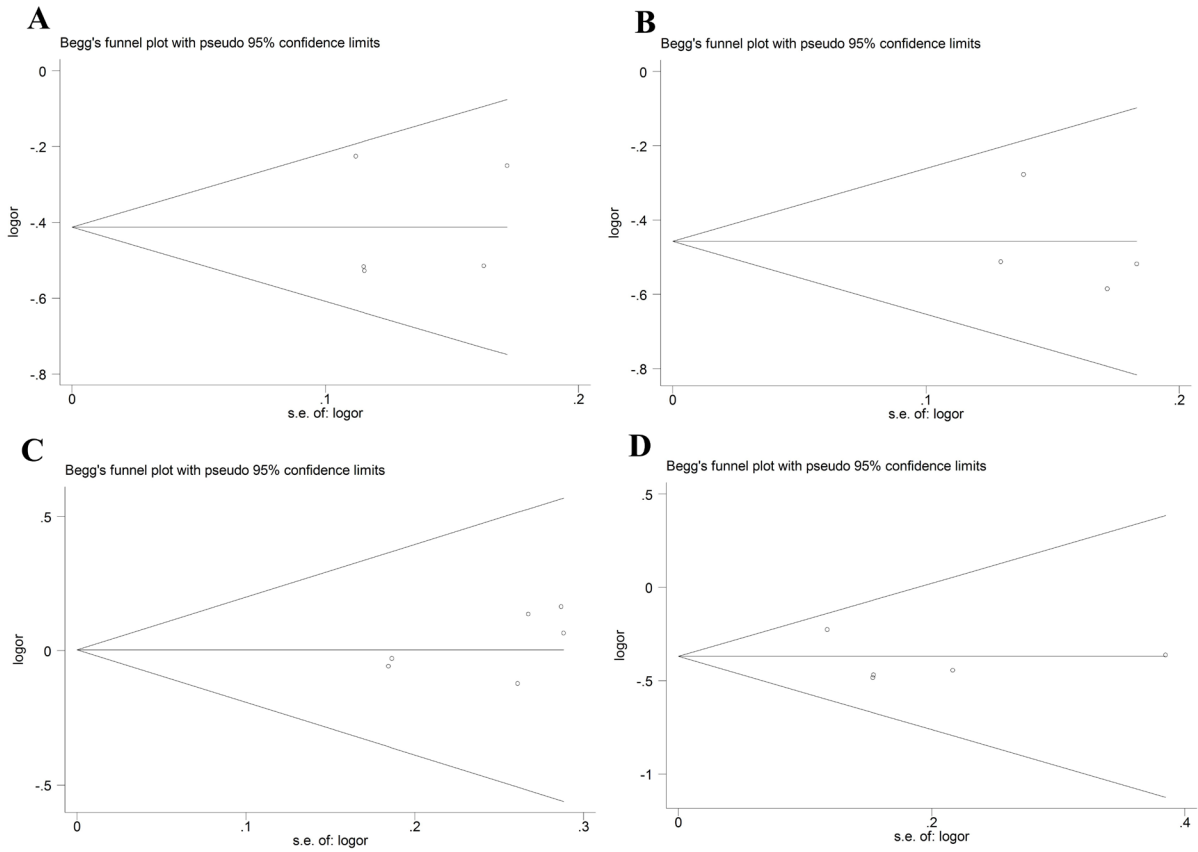 A
Begg's funnel plot with pseudo 95% confidence limits
0
-.2
-.4
-.6
-.8
logor
0
.1
.2
s.e. of: logor
B
Begg's funnel plot with pseudo 95% confidence limits
0
-.2
-.4
-.6
-.8
logor
0
.1
.2
s.e. of: logor
C
Begg's funnel plot with pseudo 95% confidence limits
.5
0
-.5
logor
0
.1
.2
.3
s.e. of: logor
D
Begg's funnel plot with pseudo 95% confidence limits
.5
0
-.5
-1
logor
0
.2
.4
s.e. of: logor